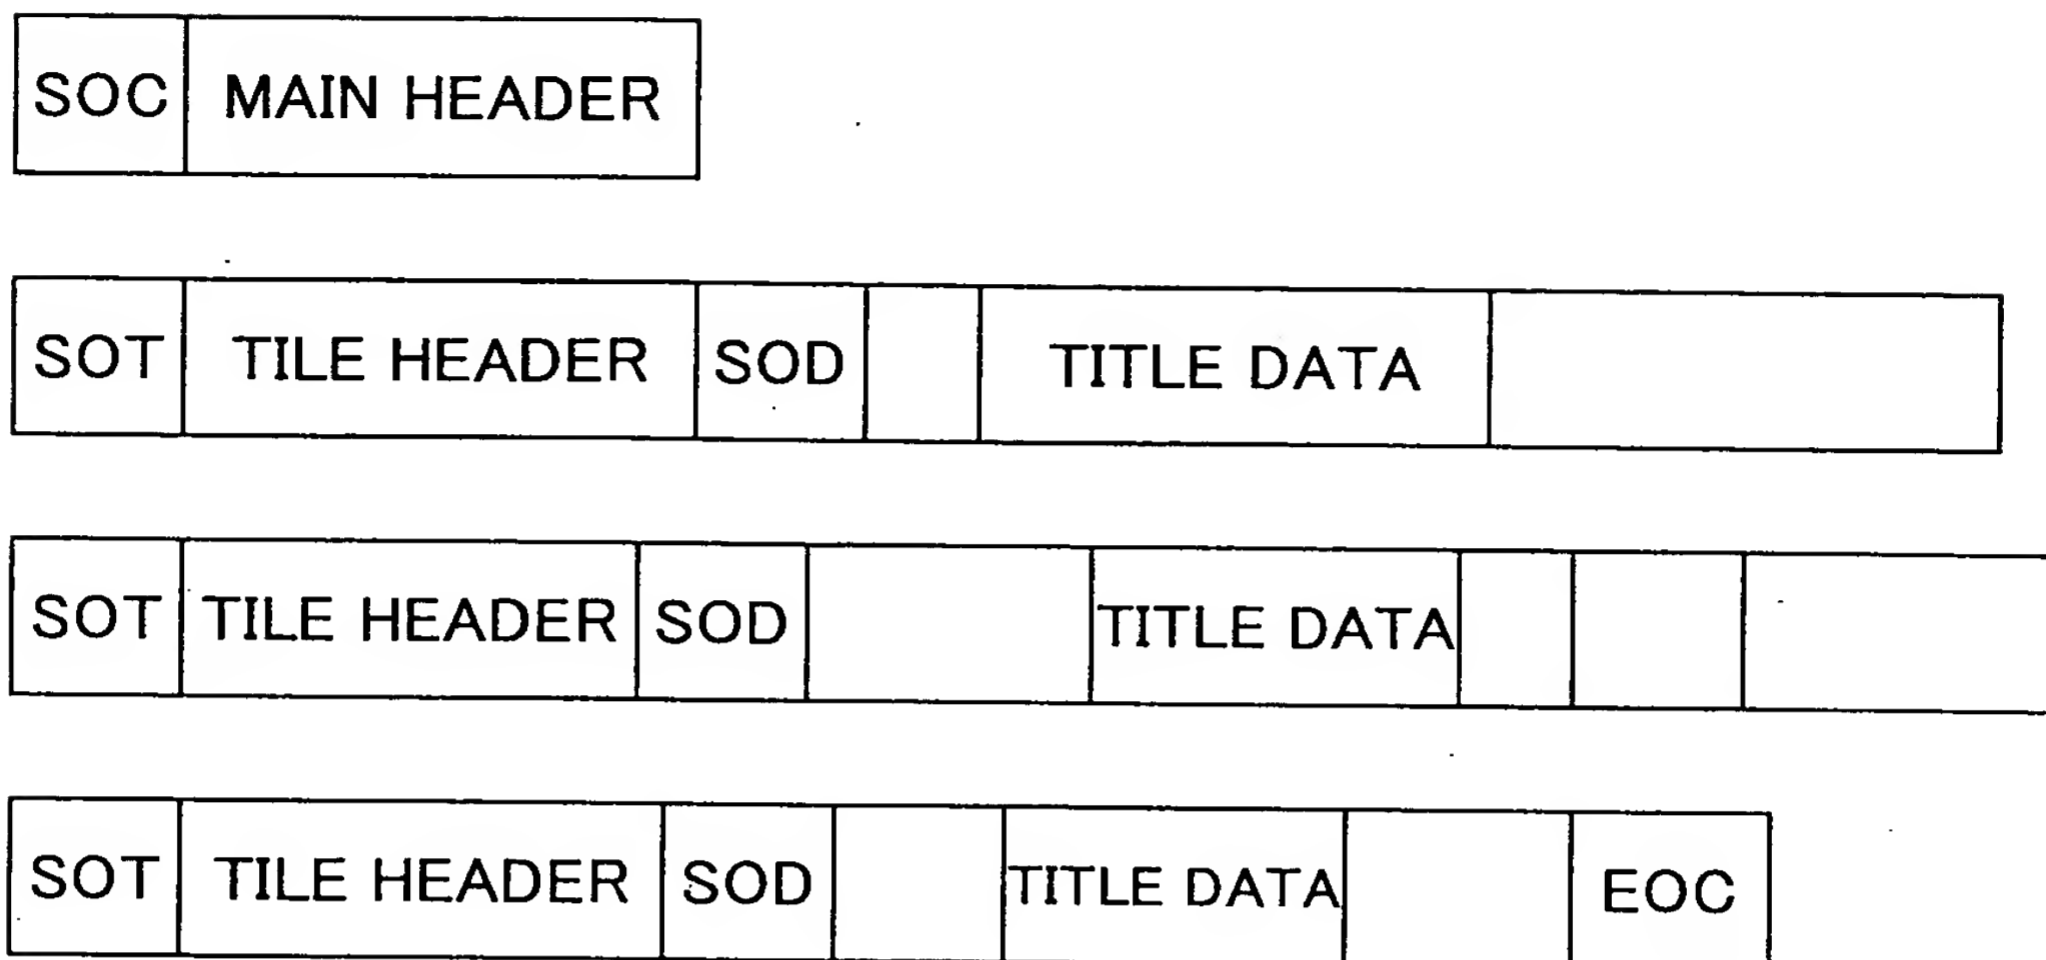 SOC MAIN HEADER
SOT TILE HEADER SOD TITLE DATA
SOT TILE HEADER SOD TITLE DATA
SOT TILE HEADER SOD TITLE DATA EOC